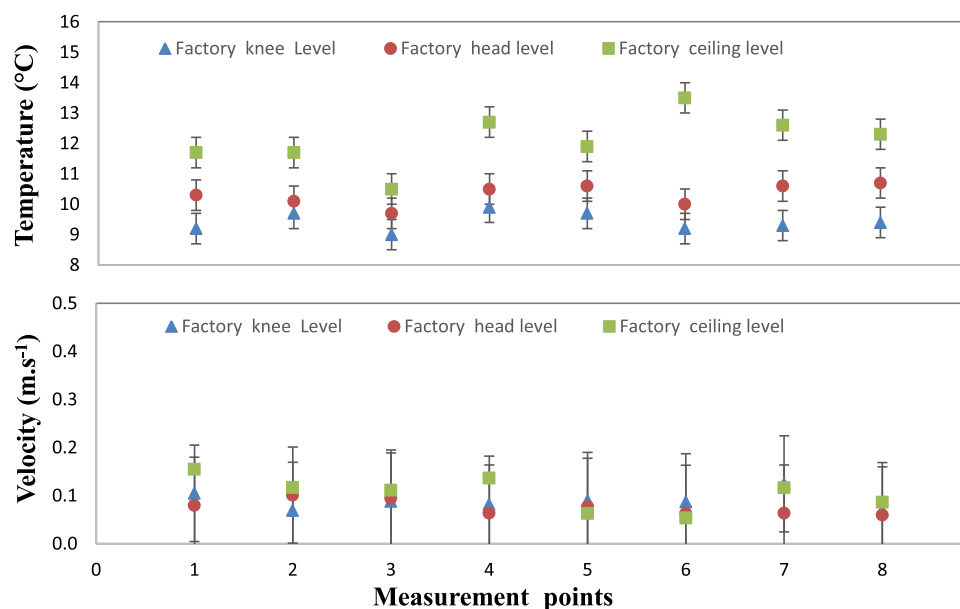 16
15
Factory knee Level Factory head level Factory ceiling level
14
13
12
11
10
9
8
Temperature (°C)
0.5
Factory knee Level Factory head level Factory ceiling level
0.4
0.3
0.2
0.1
0.0
Velocity (m.s⁻¹)
0 1 2 3 4 5 6 7 8
Measurement points